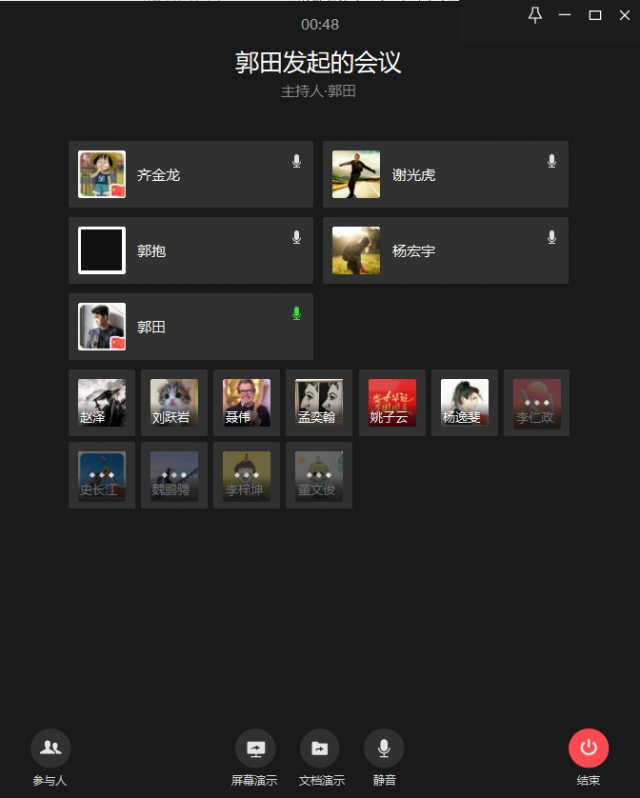 00:48
郭田发起的会议
主持人·郭田
齐金龙
谢光虎
郭抱
杨宏宇
郭田
赵泽
刘跃岩
聂伟
孟奕翰
姚子云
杨逸斐
李仁政
史长江
魏鹏骋
李梓坤
董文俊
参与人
屏幕演示
文档演示
静音
结束